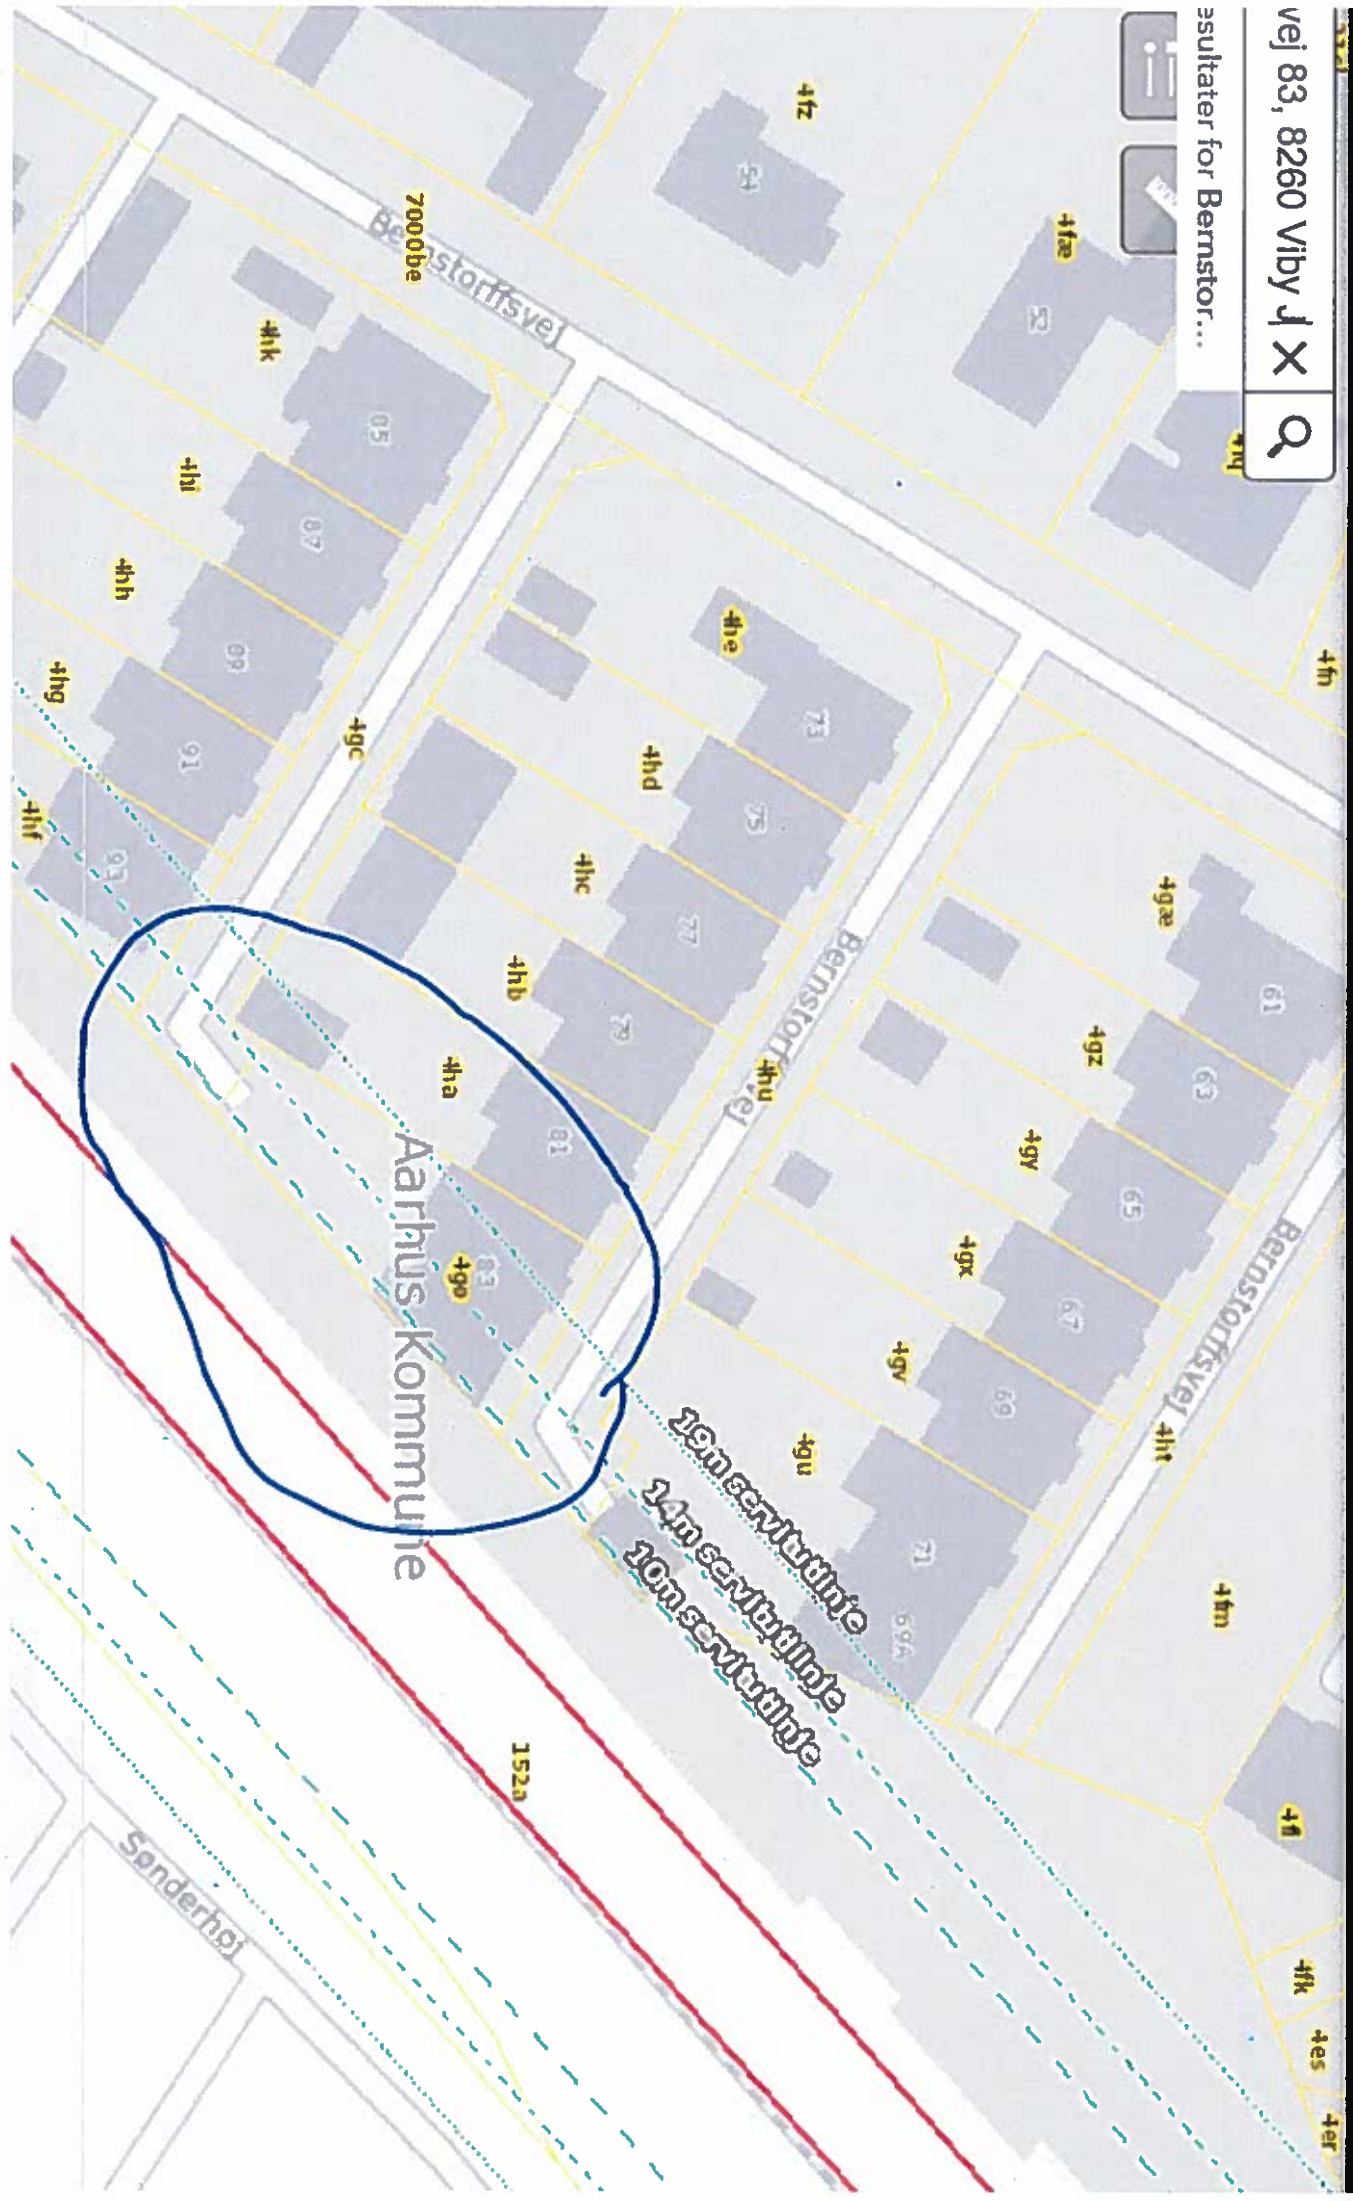 vej 83, 8260 Viby J
esultater for Bernstor...
4fz
54
4fæ
52
4fn
7000be
Bernstorffsvej
4hk
85
4hi
87
4hh
89
4hg
91
4hf
93
4gc
4he
73
4hd
75
4hc
77
4hb
79
4ha
81
83
4gø
Bernstorffsvej
4hu
4gæ
61
4gz
63
4gy
65
4gx
67
4gv
69
4gu
71
69A
Bernstorffsvej
4ht
4fm
4fl
4fk
4es
4er
Aarhus Kommune
19m servitutlinje
14m servitutlinje
10m servitutlinje
152a
Sønderhøj